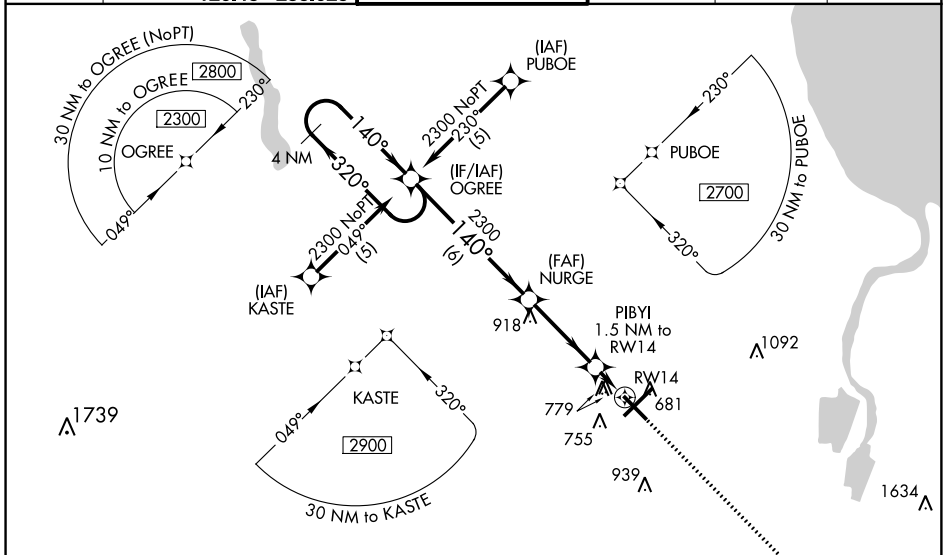 30 NM to OGREE (NoPT)
2800
10 NM to OGREE
230°
2300
OGREE
049°
4 NM
140°
320°
(IAF)
PUBOE
2300 NoPT
230°
(5)
(IF/IAF)
OGREE
2300 NoPT
049°
(5)
(IAF)
KASTE
2300
140°
(6)
(FAF)
NURGE
918
PIBYI
1.5 NM to
RW14
RW14
681
779
755
939
1092
1634
1739
230°
PUBOE
2700
320°
30 NM to PUBOE
KASTE
049°
320°
2900
30 NM to KASTE